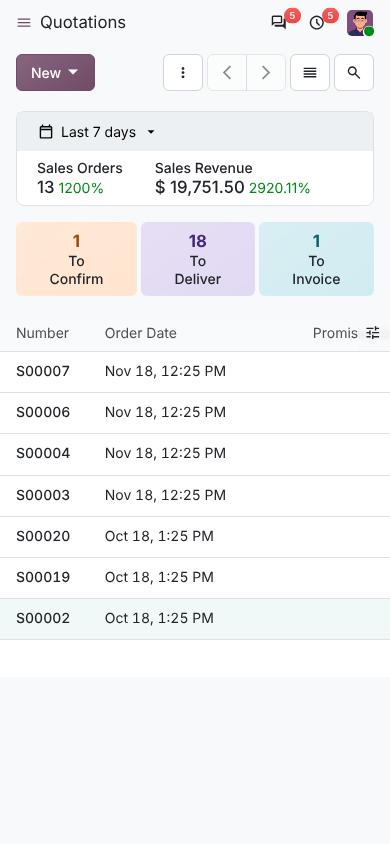 Quotations
5
5
New
Last 7 days
Sales Orders Sales Revenue
13 1200% $ 19,751.50 2920.11%
1
To
Confirm
18
To
Deliver
1
To
Invoice
Number Order Date Promis
S00007 Nov 18, 12:25 PM
S00006 Nov 18, 12:25 PM
S00004 Nov 18, 12:25 PM
S00003 Nov 18, 12:25 PM
S00020 Oct 18, 1:25 PM
S00019 Oct 18, 1:25 PM
S00002 Oct 18, 1:25 PM